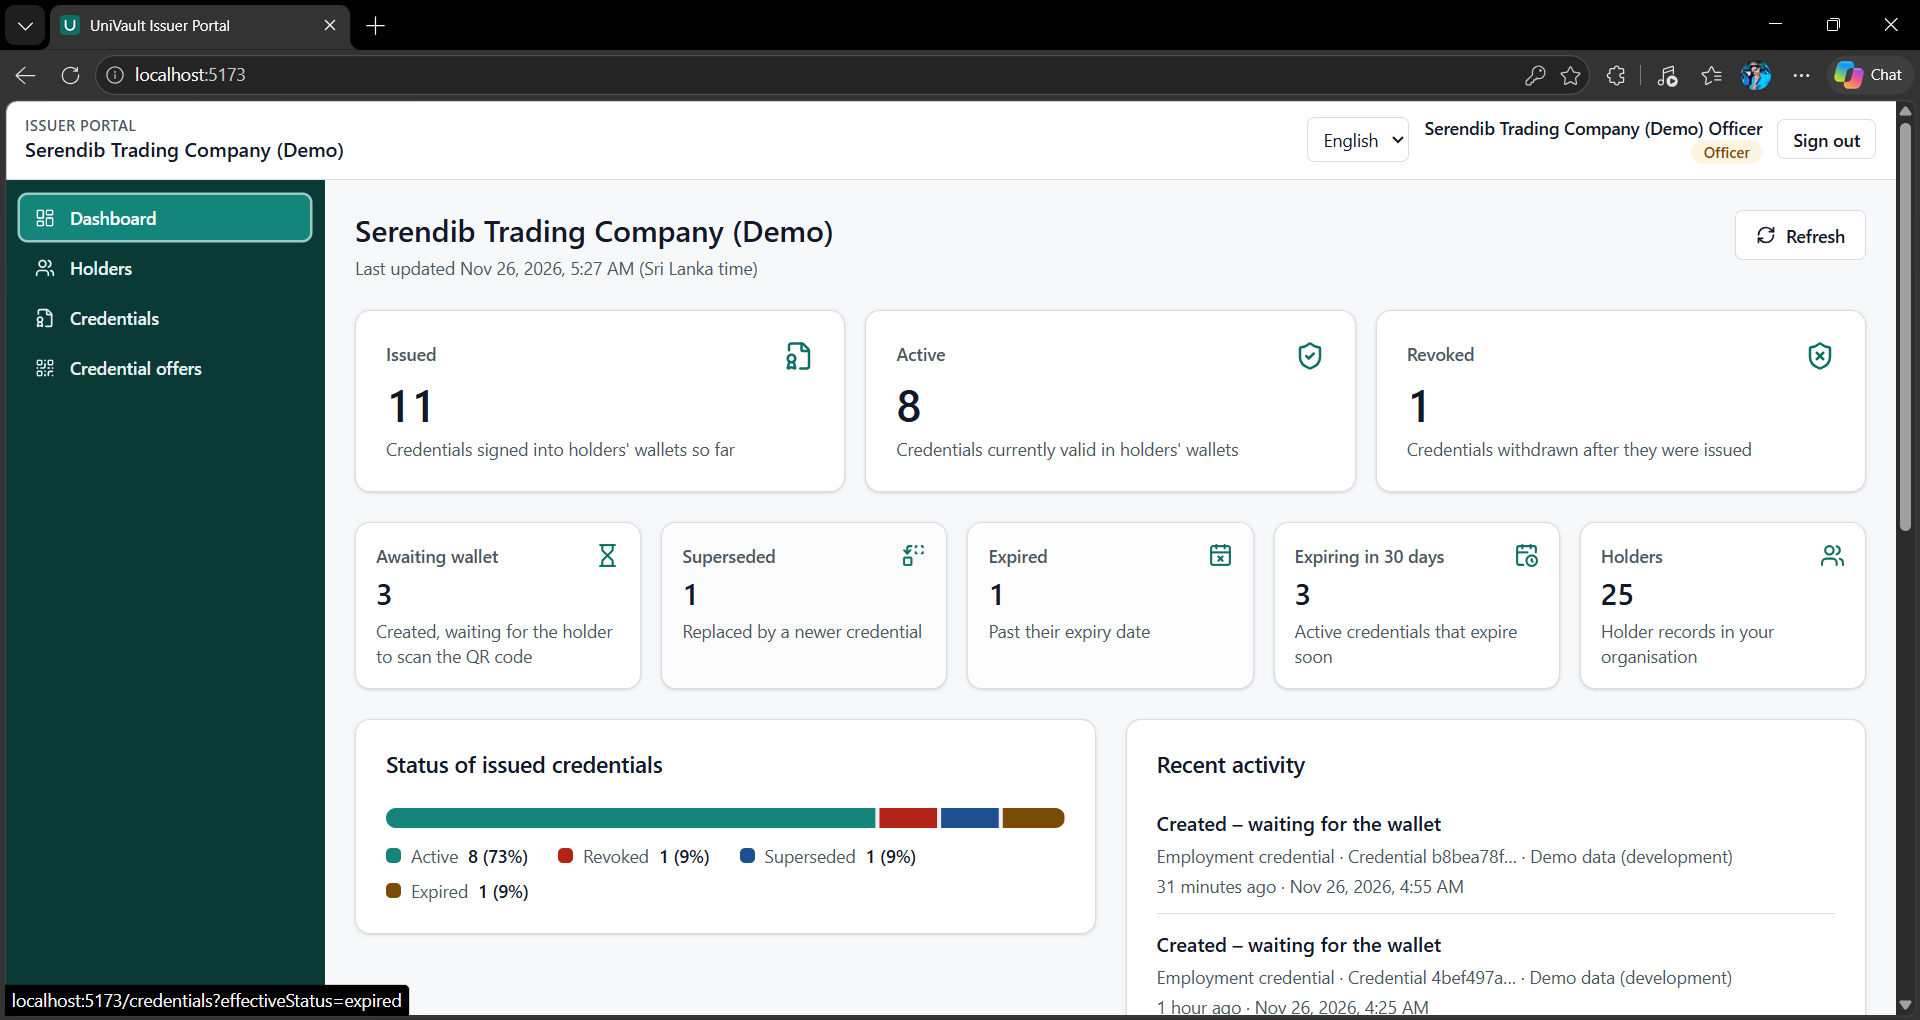 UniVault Issuer Portal
localhost:5173
Chat
ISSUER PORTAL
Serendib Trading Company (Demo)
English
Serendib Trading Company (Demo) Officer
Officer
Sign out
Dashboard
Holders
Credentials
Credential offers
Serendib Trading Company (Demo)
Last updated Nov 26, 2026, 5:27 AM (Sri Lanka time)
Refresh
Issued
11
Credentials signed into holders' wallets so far
Active
8
Credentials currently valid in holders' wallets
Revoked
1
Credentials withdrawn after they were issued
Awaiting wallet
3
Created, waiting for the holder
to scan the QR code
Superseded
1
Replaced by a newer credential
Expired
1
Past their expiry date
Expiring in 30 days
3
Active credentials that expire
soon
Holders
25
Holder records in your
organisation
Status of issued credentials
Active 8 (73%) Revoked 1 (9%) Superseded 1 (9%)
Expired 1 (9%)
Recent activity
Created – waiting for the wallet
Employment credential · Credential b8bea78f... · Demo data (development)
31 minutes ago · Nov 26, 2026, 4:55 AM
Created – waiting for the wallet
Employment credential · Credential 4bef497a... · Demo data (development)
1 hour ago · Nov 26, 2026, 4:25 AM
localhost:5173/credentials?effectiveStatus=expired